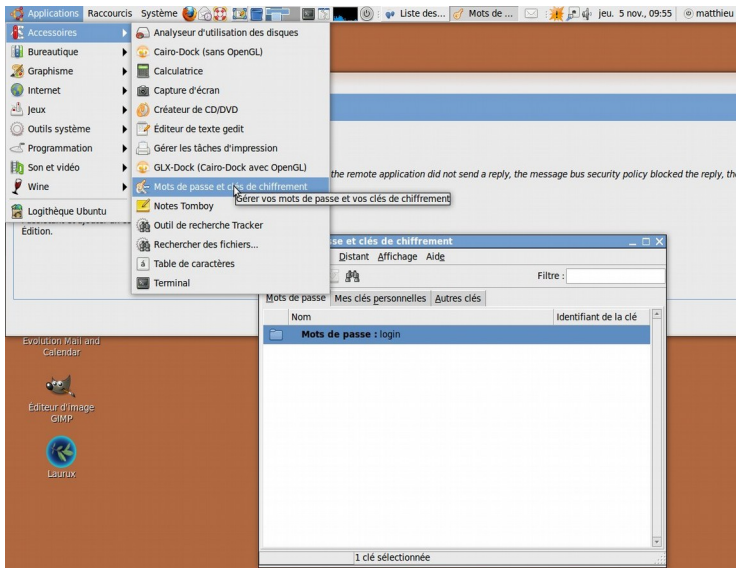 Applications Raccourcis Système Liste des... Mots de ... jeu. 5 nov., 09:55 matthieu
Accessoires
Bureautique
Graphisme
Internet
Jeux
Outils système
Programmation
Son et vidéo
Wine
Logithèque Ubuntu
Analyseur d'utilisation des disques
Cairo-Dock (sans OpenGL)
Calculatrice
Capture d'écran
Créateur de CD/DVD
Éditeur de texte gedit
Gérer les tâches d'impression
GLX-Dock (Cairo-Dock avec OpenGL)
Mots de passe et clés de chiffrement
Notes Tomboy
Outil de recherche Tracker
Rechercher des fichiers...
Table de caractères
Terminal
Gérer vos mots de passe et vos clés de chiffrement
the remote application did not send a reply, the message bus security policy blocked the reply, the
Édition.
sse et clés de chiffrement
Distant Affichage Aide
Filtre :
Mots de passe Mes clés personnelles Autres clés
Nom Identifiant de la clé
Mots de passe : login
1 clé sélectionnée
Evolution Mail and
Calendar
Éditeur d'image
GIMP
Laurux